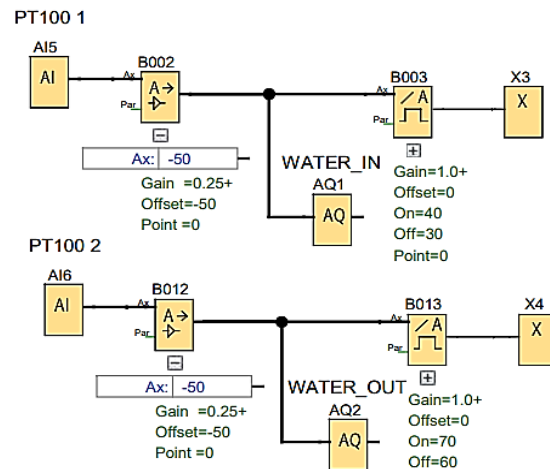 PT100 1
AI5
AI
B002
Ax
A→
Par
Ax: -50
Gain =0.25+
Offset=-50
Point =0
WATER_IN
AQ1
AQ
B003
Ax
/A
Par
Gain=1.0+
Offset=0
On=40
Off=30
Point=0
X3
X
PT100 2
AI6
AI
B012
Ax
A→
Par
Ax: -50
Gain =0.25+
Offset=-50
Point =0
WATER_OUT
AQ2
AQ
B013
Ax
/A
Par
Gain=1.0+
Offset=0
On=70
Off=60
X4
X